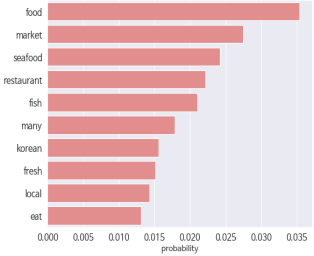 food
market
seafood
restaurant
fish
many
korean
fresh
local
eat
0.000 0.005 0.010 0.015 0.020 0.025 0.030 0.035
probability